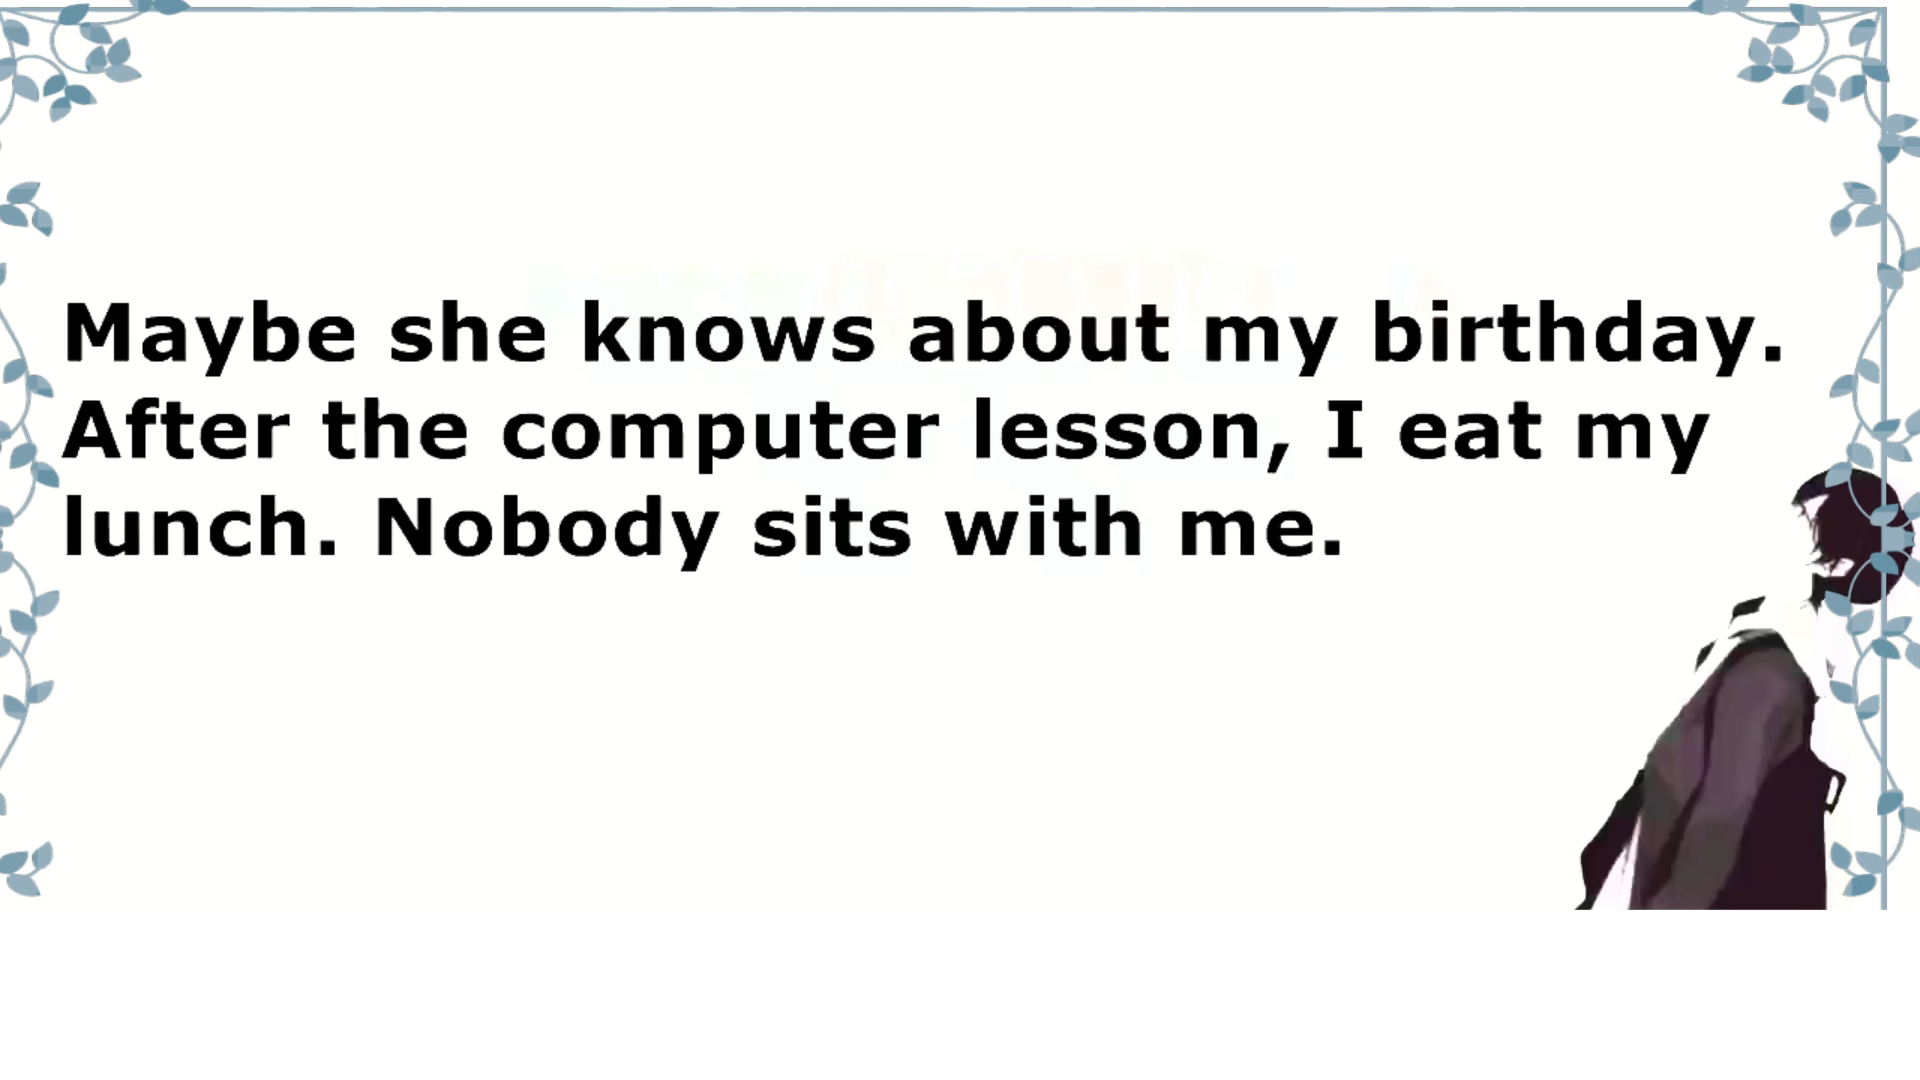 Maybe she knows about my birthday.
After the computer lesson, I eat my
lunch. Nobody sits with me.